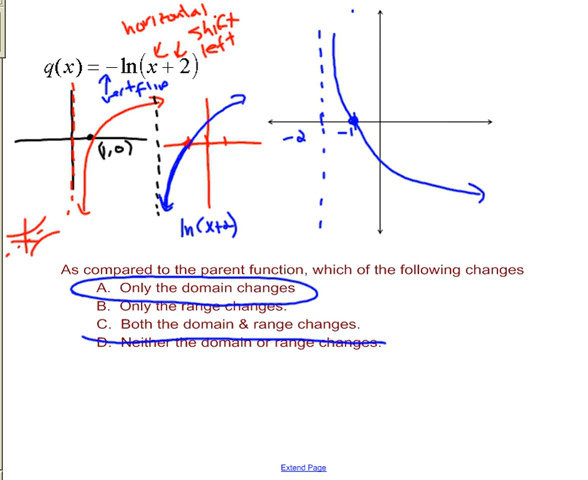 horizontal
shift
left
q(x) = -ln(x + 2)
vert flip
(1,0)
-2
-1
ln(x+2)
As compared to the parent function, which of the following changes
A. Only the domain changes
B. Only the range changes.
C. Both the domain & range changes.
D. Neither the domain or range changes.
Extend Page